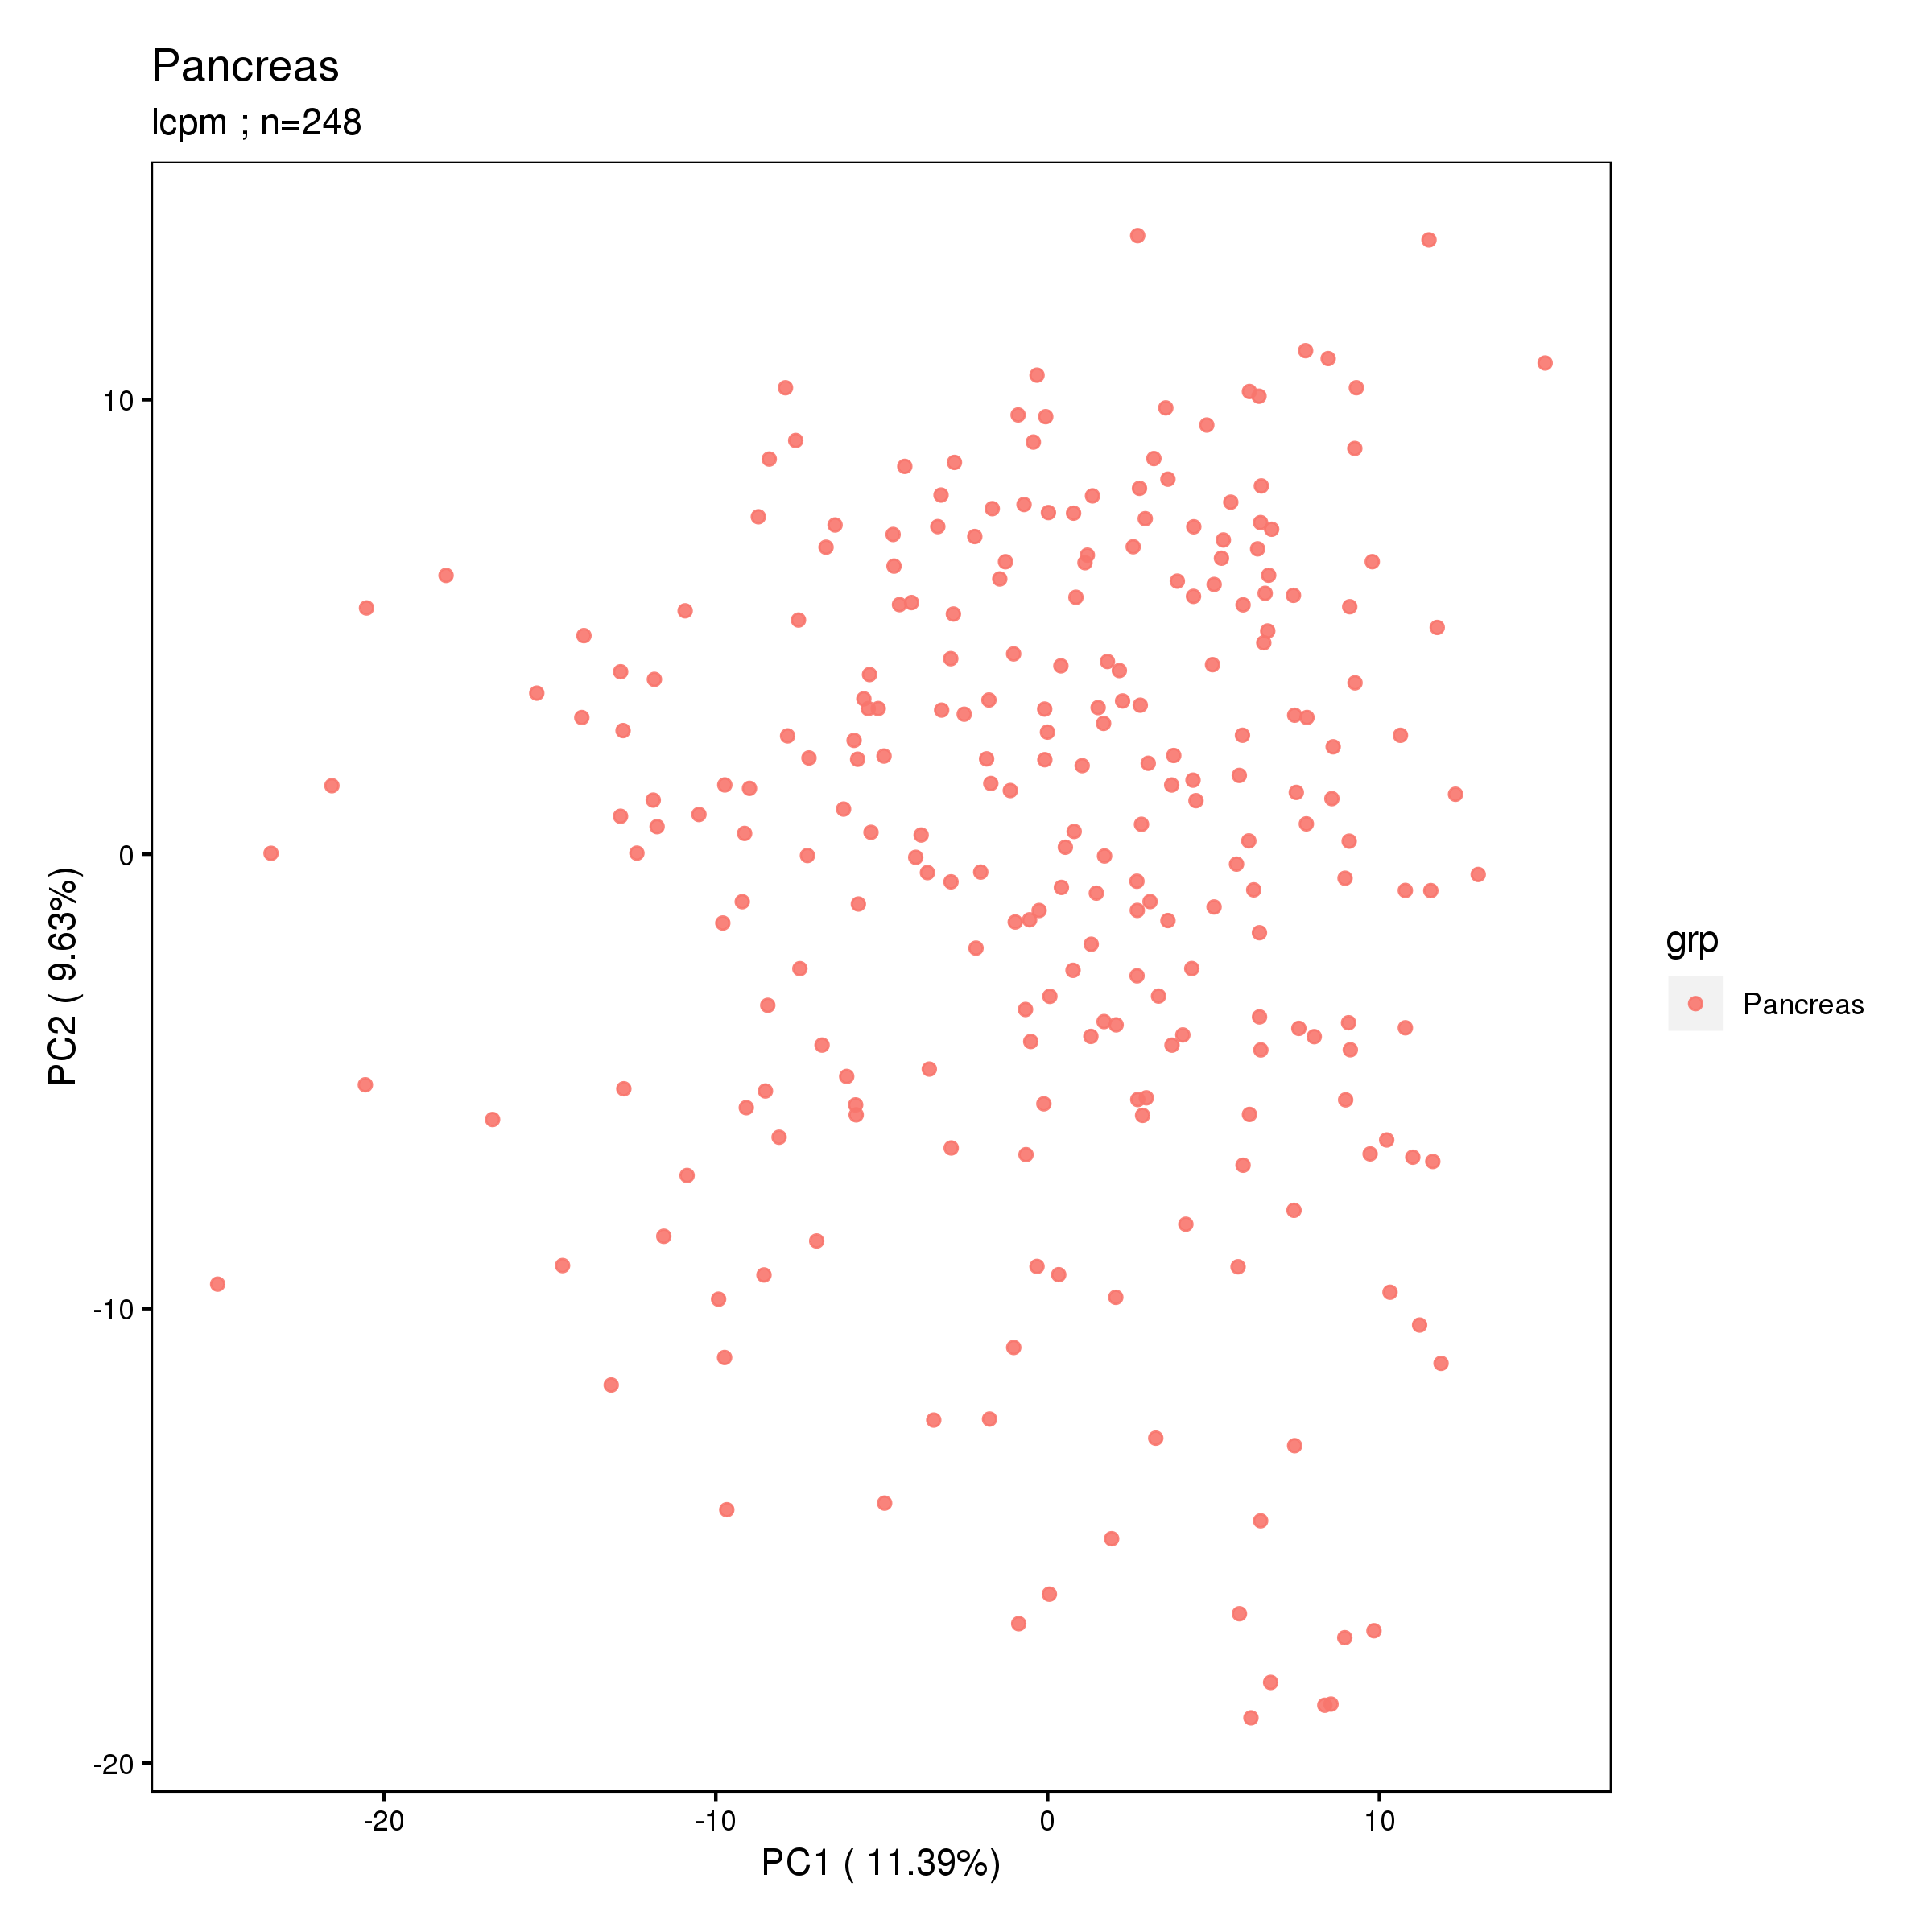 Pancreas
lcpm ; n=248
10
0
-10
-20
PC2 ( 9.63%)
-20
-10
0
10
PC1 ( 11.39%)
grp
Pancreas